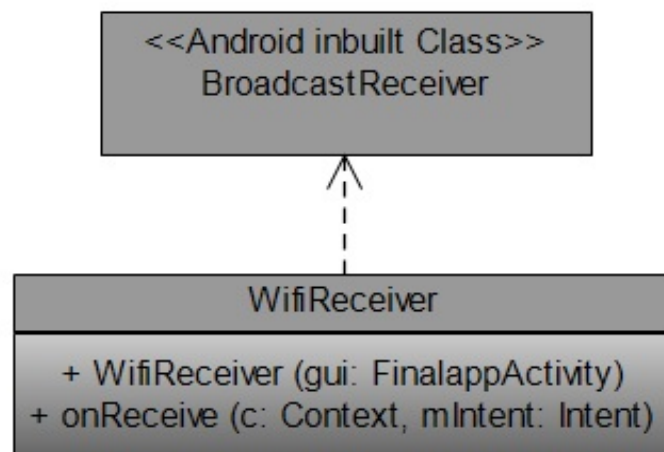 <<Android inbuilt Class>>
BroadcastReceiver
WifiReceiver
+ WifiReceiver (gui: FinalappActivity)
+ onReceive (c: Context, mIntent: Intent)